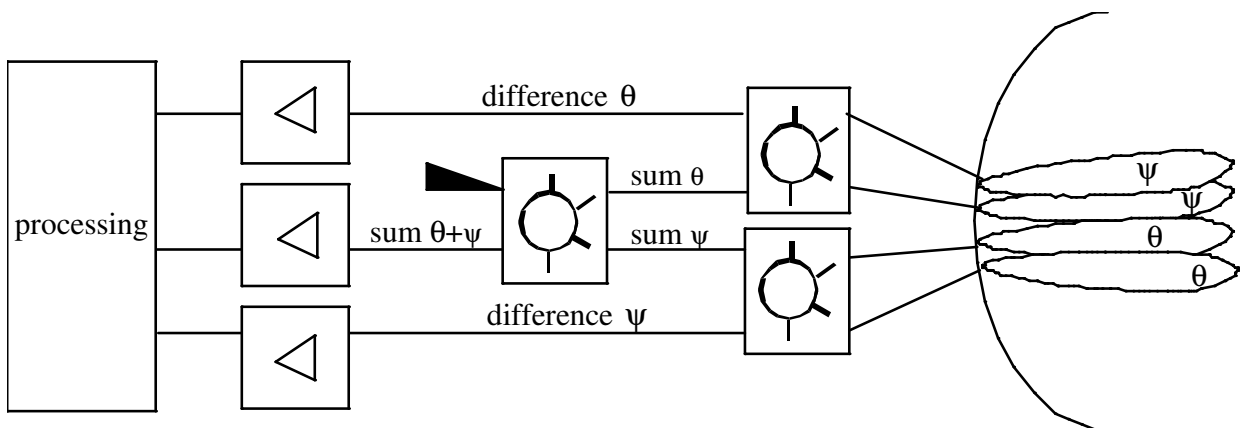 difference θ
sum θ
processing
sum θ+ψ
sum ψ
difference ψ
ψ
ψ
θ
θ